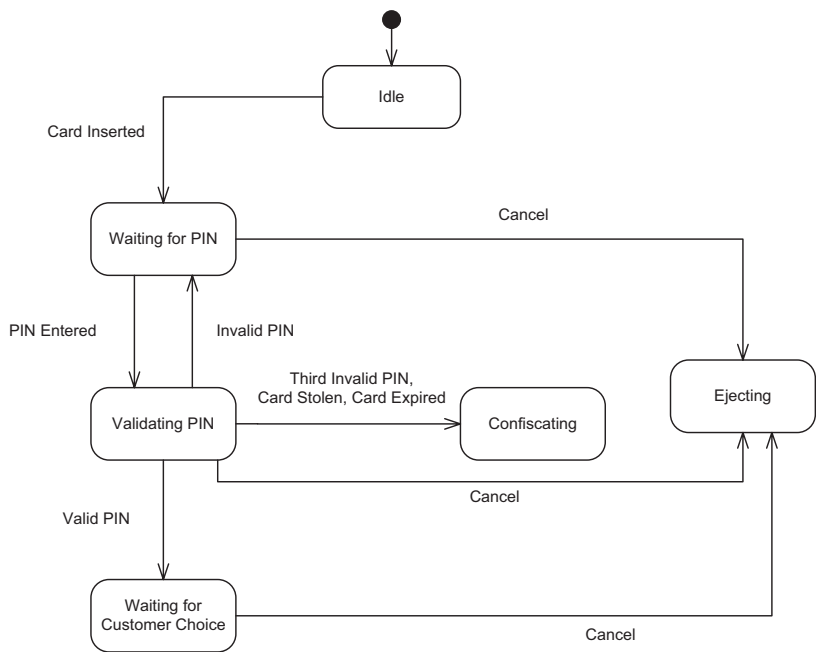 Idle
Card Inserted
Cancel
Waiting for PIN
PIN Entered
Invalid PIN
Third Invalid PIN,
Card Stolen, Card Expired
Ejecting
Validating PIN
Confiscating
Cancel
Valid PIN
Waiting for
Customer Choice
Cancel